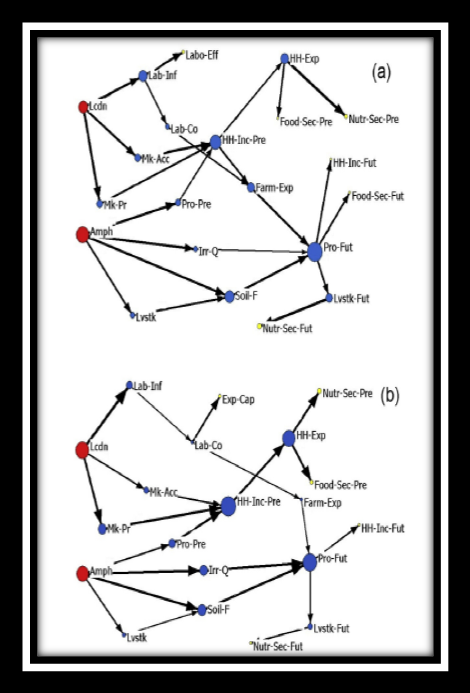 (a)
Labo-Eff
HH-Exp
Lab-Inf
Lcdn
Food-Sec-Pre
Nutr-Sec-Pre
Lab-Co
HH-Inc-Pre
Mk-Acc
HH-Inc-Fut
Farm-Exp
Food-Sec-Fut
Mk-Pr
Pro-Pre
Amph
Irr-Q
Pro-Fut
Soil-F
Lvstk-Fut
Lvstk
Nutr-Sec-Fut
(b)
Lab-Inf
Exp-Cap
Nutr-Sec-Pre
HH-Exp
Lcdn
Lab-Co
Food-Sec-Pre
Mk-Acc
HH-Inc-Pre
Farm-Exp
Mk-Pr
HH-Inc-Fut
Pro-Pre
Pro-Fut
Amph
Irr-Q
Soil-F
Lvstk-Fut
Lvstk
Nutr-Sec-Fut